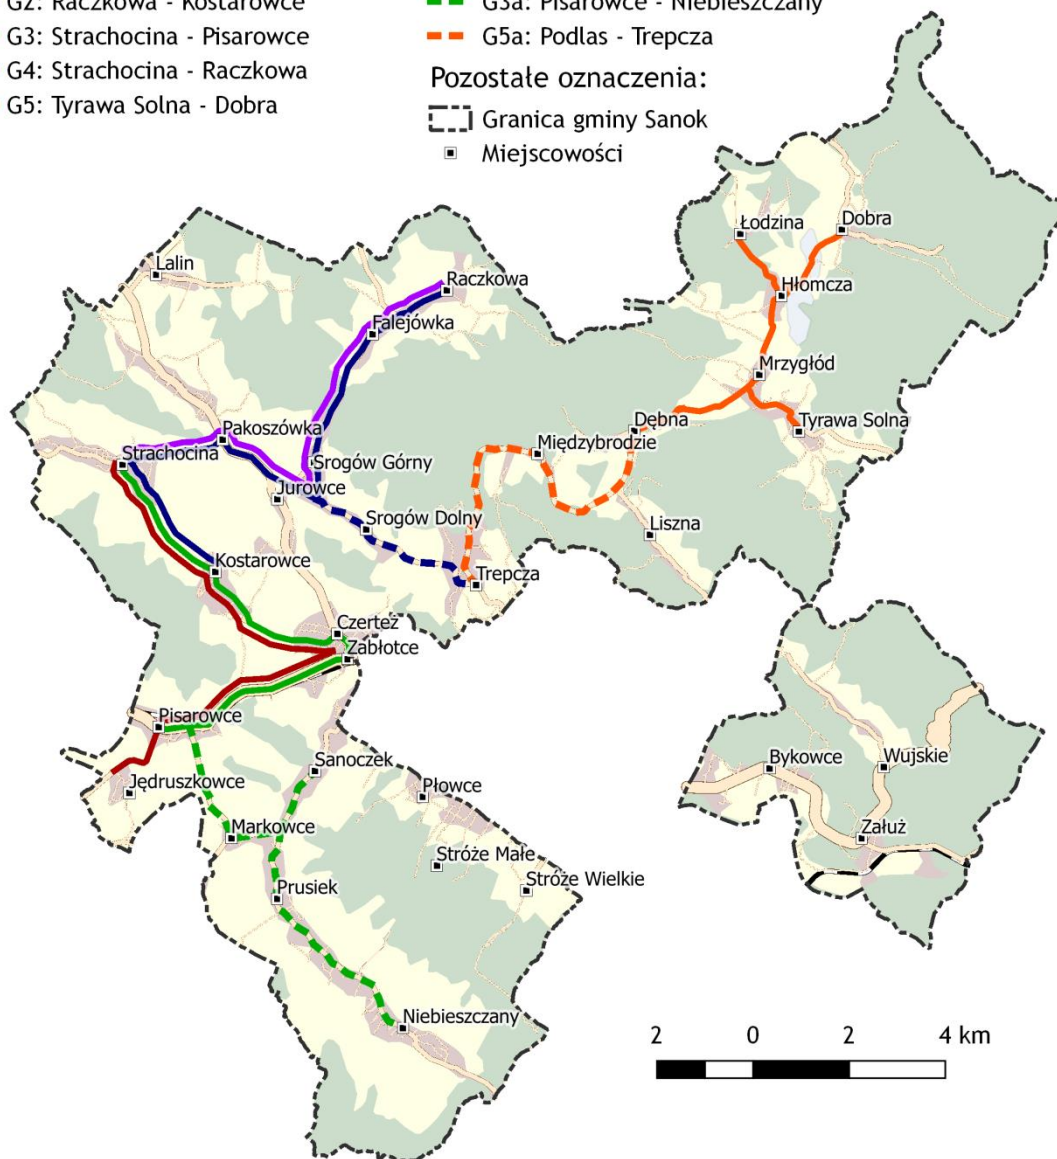 G2: Raczkowa - Kostarowce
G3: Strachocina - Pisarowce
G4: Strachocina - Raczkowa
G5: Tyrawa Solna - Dobra
G3a: Pisarowce - Niebieszczany
G5a: Podlas - Trepcza
Pozostałe oznaczenia:
Granica gminy Sanok
Miejscowości
Łodzina
Dobra
Lalin
Raczkowa
Hłomcza
Falejówka
Mrzygłód
Pakoszówka
Dębna
Tyrawa Solna
Międzybrodzie
Strachocina
Srogów Górny
Jurowce
Srogów Dolny
Liszna
Kostarowce
Trepcza
Czerteż
Zabłotce
Pisarowce
Sanoczek
Bykowce
Wujskie
Jędruszkowce
Płowce
Markowce
Załuż
Stróże Małe
Prusiek
Stróże Wielkie
Niebieszczany
2 0 2 4 km